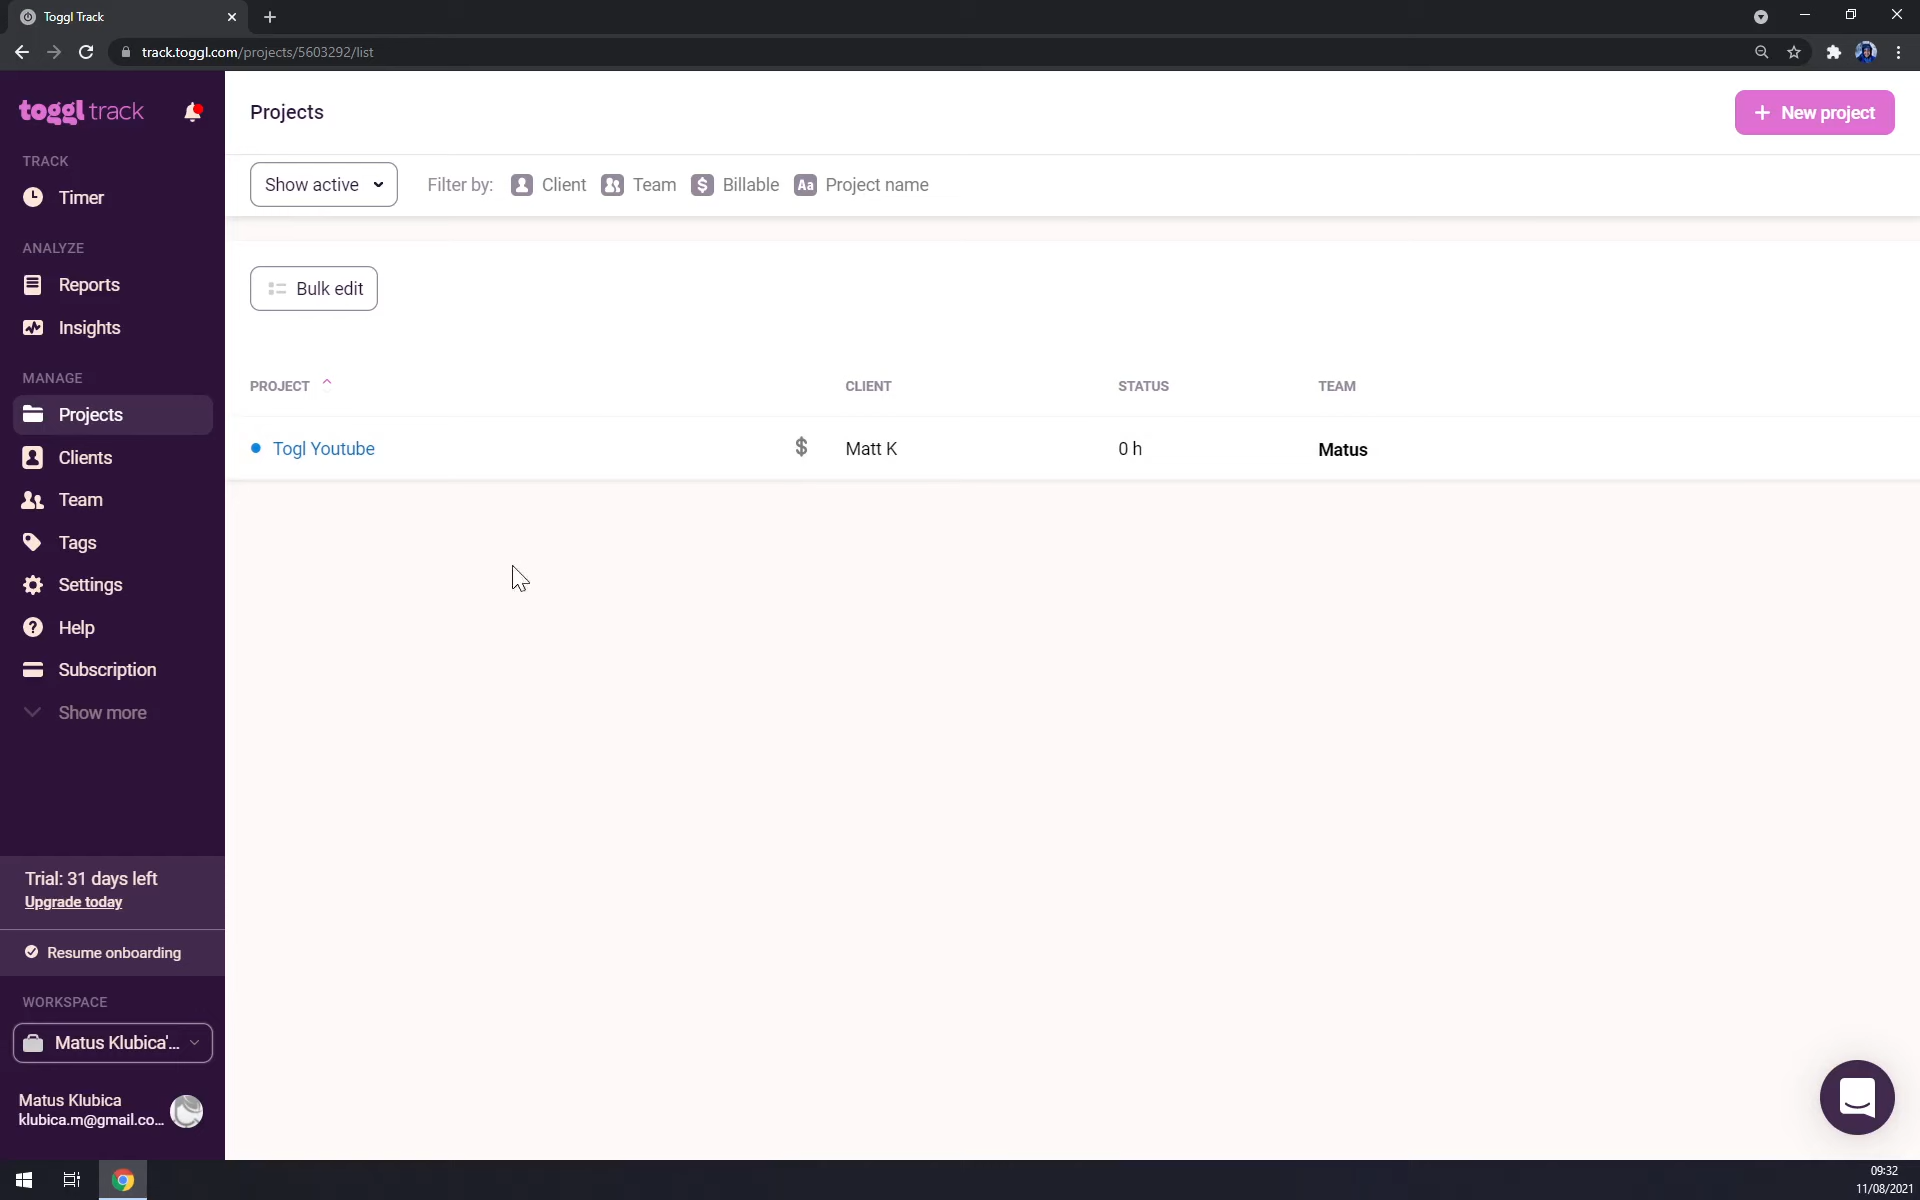 Toggl Track
track.toggl.com/projects/5603292/list
toggl track
Projects
+ New project
TRACK
Timer
Show active
Filter by:
Client
Team
$ Billable
Aa Project name
ANALYZE
Reports
Insights
Bulk edit
MANAGE
Projects
Clients
Team
Tags
Settings
? Help
Subscription
Show more
PROJECT
CLIENT
STATUS
TEAM
Togl Youtube
$
Matt K
0 h
Matus
Trial: 31 days left
Upgrade today
Resume onboarding
WORKSPACE
Matus Klubica'...
Matus Klubica
klubica.m@gmail.co...
09:32
11/08/2021